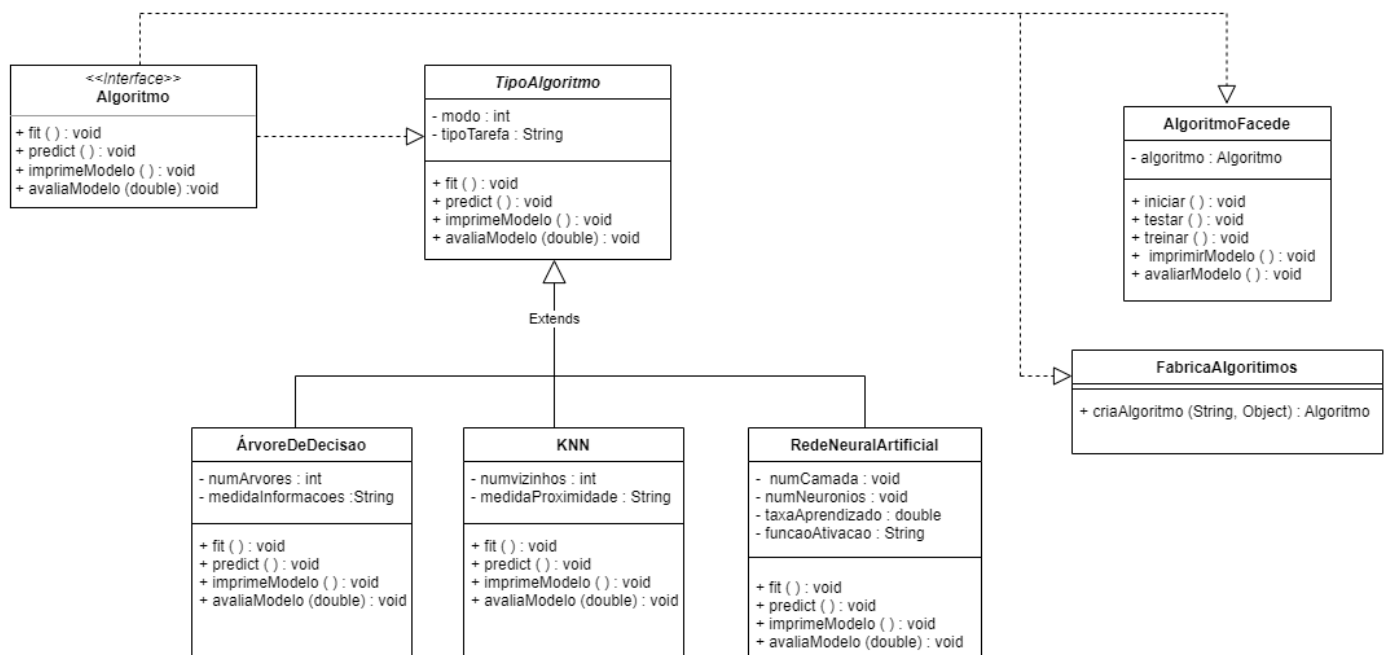 <<Interface>>
Algoritmo
+ fit ( ) : void
+ predict ( ) : void
+ imprimeModelo ( ) : void
+ avaliaModelo (double) :void
TipoAlgoritmo
- modo : int
- tipoTarefa : String
+ fit ( ) : void
+ predict ( ) : void
+ imprimeModelo ( ) : void
+ avaliaModelo (double) : void
AlgoritmoFacede
- algoritmo : Algoritmo
+ iniciar ( ) : void
+ testar ( ) : void
+ treinar ( ) : void
+ imprimirModelo ( ) : void
+ avaliarModelo ( ) : void
Extends
FabricaAlgoritimos
+ criaAlgoritmo (String, Object) : Algoritmo
ÁrvoreDeDecisao
- numArvores : int
- medidaInformacoes :String
+ fit ( ) : void
+ predict ( ) : void
+ imprimeModelo ( ) : void
+ avaliaModelo (double) : void
KNN
- numvizinhos : int
- medidaProximidade : String
+ fit ( ) : void
+ predict ( ) : void
+ imprimeModelo ( ) : void
+ avaliaModelo (double) : void
RedeNeuralArtificial
- numCamada : void
- numNeuronios : void
- taxaAprendizado : double
- funcaoAtivacao : String
+ fit ( ) : void
+ predict ( ) : void
+ imprimeModelo ( ) : void
+ avaliaModelo (double) : void